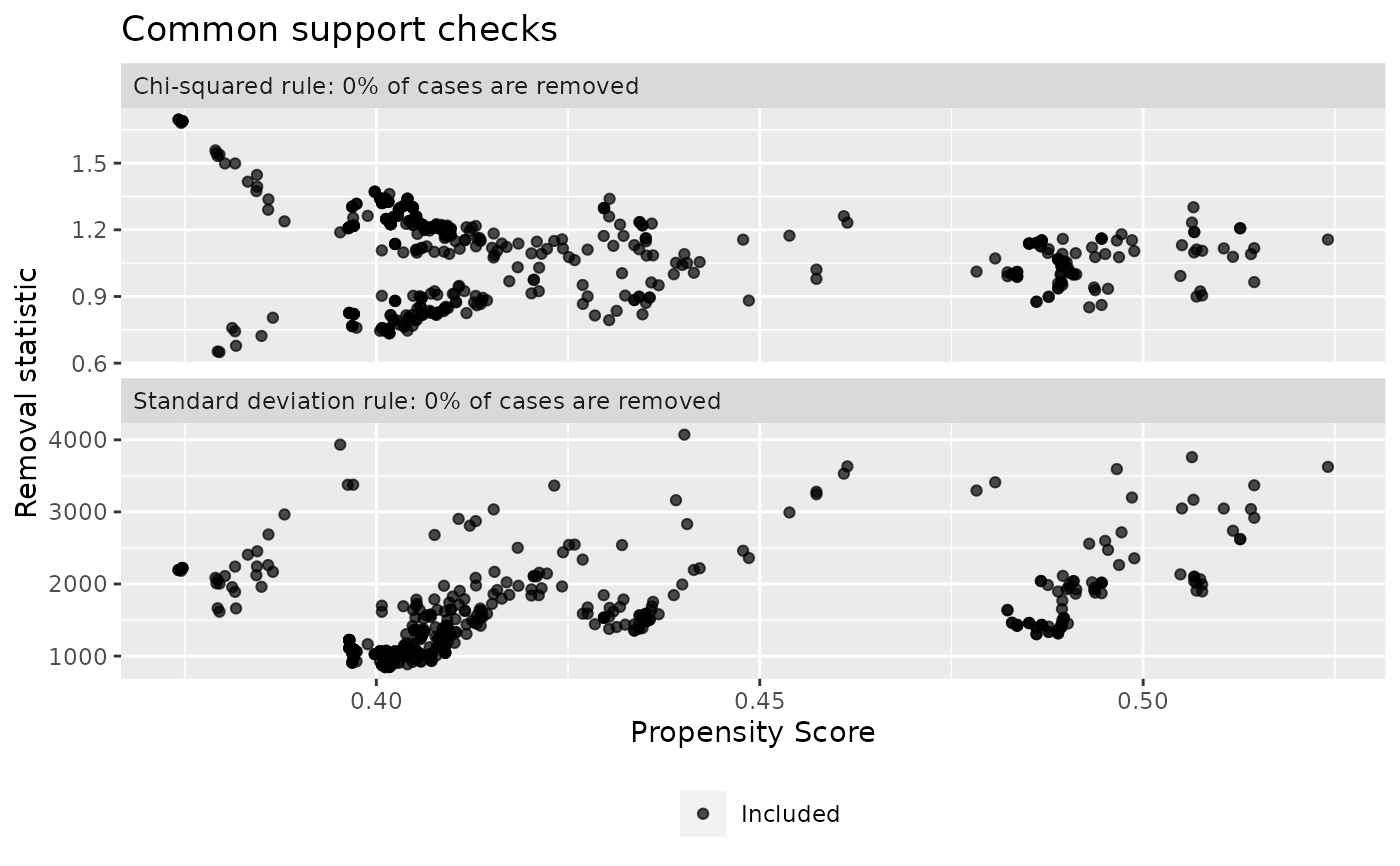 Common support checks
Chi-squared rule: 0% of cases are removed
1.5
1.2
0.9
0.6
Removal statistic
Standard deviation rule: 0% of cases are removed
4000
3000
2000
1000
0.40 0.45 0.50
Propensity Score
Included